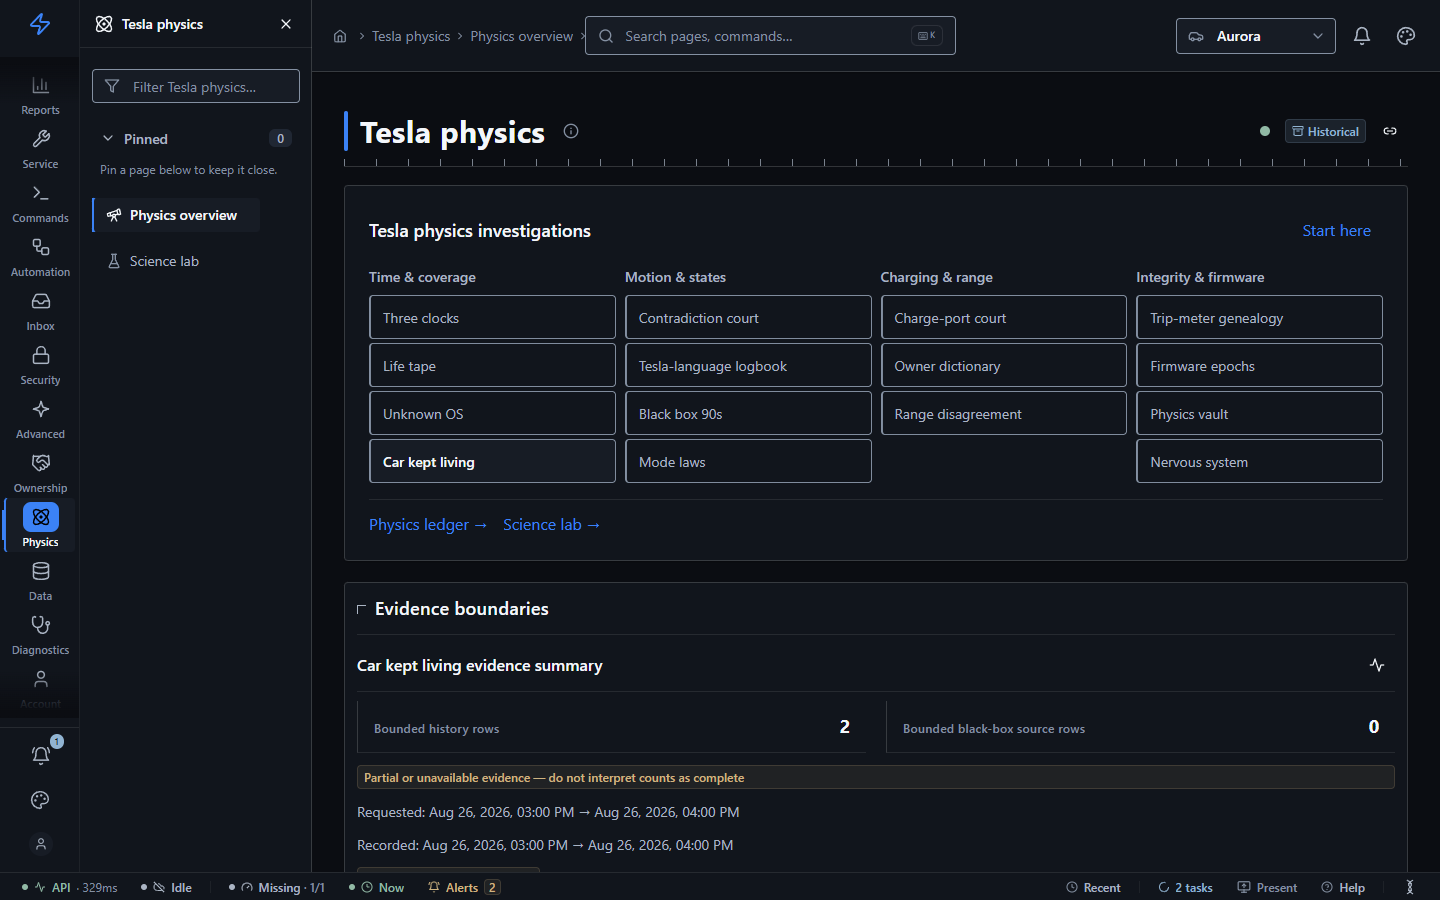 Tesla physics
Tesla physics
Physics overview
Search pages, commands...
K
Aurora
Reports
Service
Commands
Automation
Inbox
Security
Advanced
Ownership
Physics
Data
Diagnostics
Account
1
Filter Tesla physics...
Pinned
0
Pin a page below to keep it close.
Physics overview
Science lab
Tesla physics
Historical
Tesla physics investigations
Start here
Time & coverage
Three clocks
Life tape
Unknown OS
Car kept living
Motion & states
Contradiction court
Tesla-language logbook
Black box 90s
Mode laws
Charging & range
Charge-port court
Owner dictionary
Range disagreement
Integrity & firmware
Trip-meter genealogy
Firmware epochs
Physics vault
Nervous system
Physics ledger →
Science lab →
Evidence boundaries
Car kept living evidence summary
Bounded history rows
2
Bounded black-box source rows
0
Partial or unavailable evidence — do not interpret counts as complete
Requested: Aug 26, 2026, 03:00 PM → Aug 26, 2026, 04:00 PM
Recorded: Aug 26, 2026, 03:00 PM → Aug 26, 2026, 04:00 PM
API · 329ms
Idle
Missing · 1/1
Now
Alerts 2
Recent
2 tasks
Present
Help